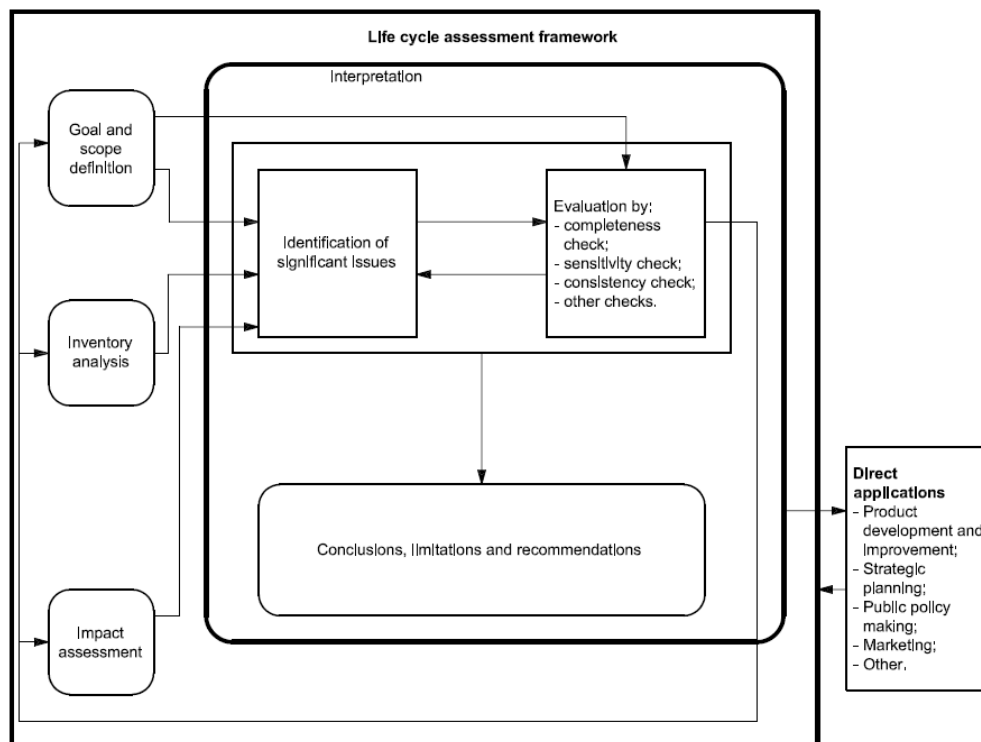 Life cycle assessment framework
Interpretation
Goal and
scope
definition
Identification of
significant issues
Evaluation by:
- completeness
check;
- sensitivity check;
- consistency check;
- other checks.
Inventory
analysis
Conclusions, limitations and recommendations
Impact
assessment
Direct
applications
- Product
development and
improvement;
- Strategic
planning;
- Public policy
making;
- Marketing;
- Other.